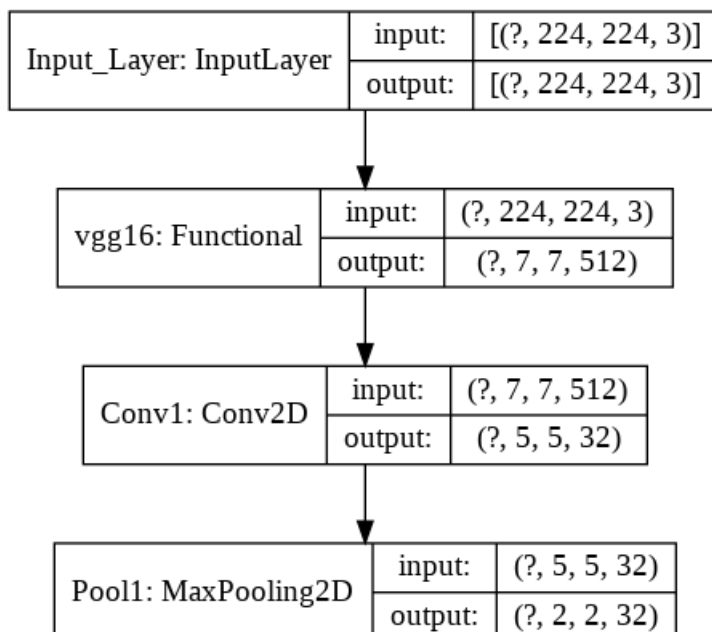 Input_Layer: InputLayer
input: [(?, 224, 224, 3)]
output: [(?, 224, 224, 3)]
vgg16: Functional
input: (?, 224, 224, 3)
output: (?, 7, 7, 512)
Conv1: Conv2D
input: (?, 7, 7, 512)
output: (?, 5, 5, 32)
Pool1: MaxPooling2D
input: (?, 5, 5, 32)
output: (?, 2, 2, 32)